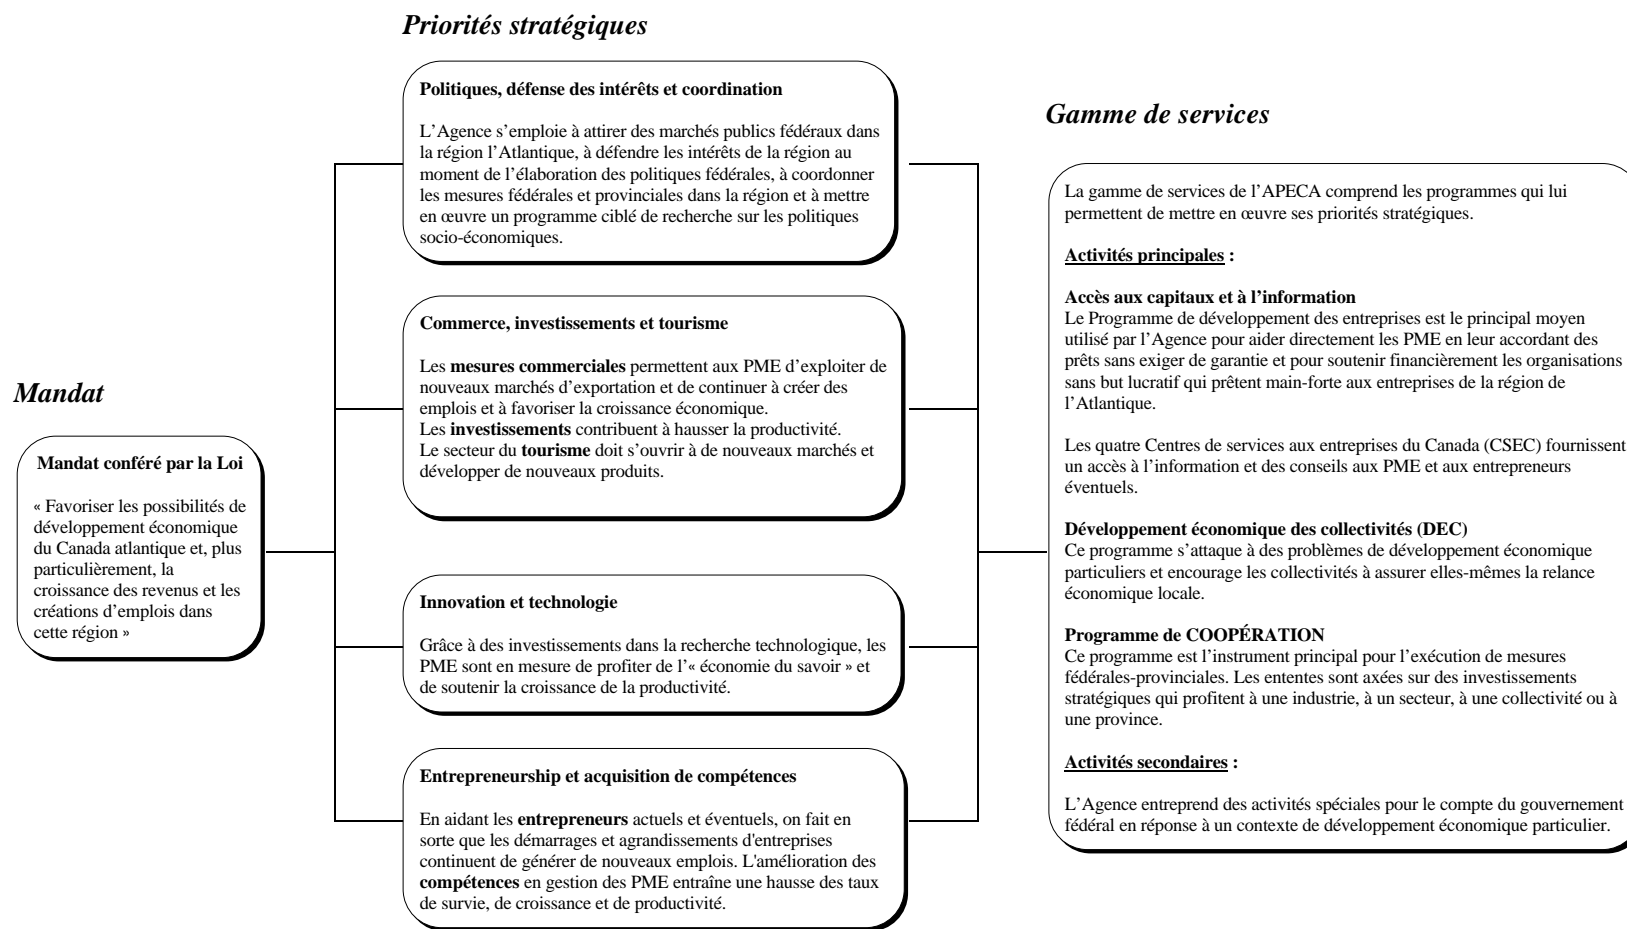 Priorités stratégiques
Politiques, défense des intérêts et coordination
L’Agence s’emploie à attirer des marchés publics fédéraux dans
la région l’Atlantique, à défendre les intérêts de la région au
moment de l’élaboration des politiques fédérales, à coordonner
les mesures fédérales et provinciales dans la région et à mettre
en œuvre un programme ciblé de recherche sur les politiques
socio-économiques.
Commerce, investissements et tourisme
Les mesures commerciales permettent aux PME d’exploiter de
nouveaux marchés d’exportation et de continuer à créer des
emplois et à favoriser la croissance économique.
Les investissements contribuent à hausser la productivité.
Le secteur du tourisme doit s’ouvrir à de nouveaux marchés et
développer de nouveaux produits.
Mandat
Mandat conféré par la Loi
« Favoriser les possibilités de
développement économique
du Canada atlantique et, plus
particulièrement, la
croissance des revenus et les
créations d’emplois dans
cette région »
Innovation et technologie
Grâce à des investissements dans la recherche technologique, les
PME sont en mesure de profiter de l’« économie du savoir » et
de soutenir la croissance de la productivité.
Entrepreneurship et acquisition de compétences
En aidant les entrepreneurs actuels et éventuels, on fait en
sorte que les démarrages et agrandissements d'entreprises
continuent de générer de nouveaux emplois. L'amélioration des
compétences en gestion des PME entraîne une hausse des taux
de survie, de croissance et de productivité.
Gamme de services
La gamme de services de l’APECA comprend les programmes qui lui
permettent de mettre en œuvre ses priorités stratégiques.
Activités principales :
Accès aux capitaux et à l’information
Le Programme de développement des entreprises est le principal moyen
utilisé par l’Agence pour aider directement les PME en leur accordant des
prêts sans exiger de garantie et pour soutenir financièrement les organisations
sans but lucratif qui prêtent main-forte aux entreprises de la région de
l’Atlantique.
Les quatre Centres de services aux entreprises du Canada (CSEC) fournissent
un accès à l’information et des conseils aux PME et aux entrepreneurs
éventuels.
Développement économique des collectivités (DEC)
Ce programme s’attaque à des problèmes de développement économique
particuliers et encourage les collectivités à assurer elles-mêmes la relance
économique locale.
Programme de COOPÉRATION
Ce programme est l’instrument principal pour l’exécution de mesures
fédérales-provinciales. Les ententes sont axées sur des investissements
stratégiques qui profitent à une industrie, à un secteur, à une collectivité ou à
une province.
Activités secondaires :
L’Agence entreprend des activités spéciales pour le compte du gouvernement
fédéral en réponse à un contexte de développement économique particulier.